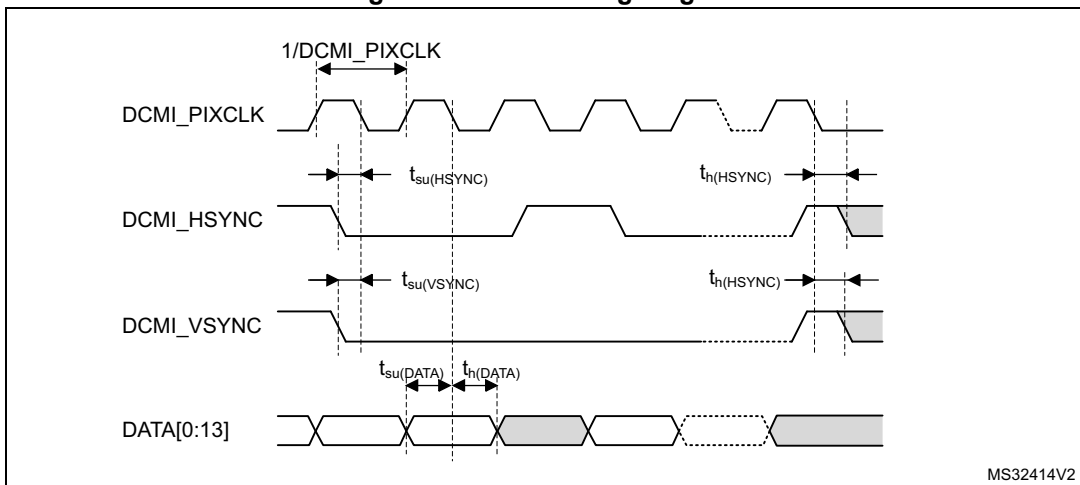 1/DCMI_PIXCLK
DCMI_PIXCLK
tsu(HSYNC) th(HSYNC)
DCMI_HSYNC
tsu(VSYNC) th(HSYNC)
DCMI_VSYNC
tsu(DATA) th(DATA)
DATA[0:13]
MS32414V2